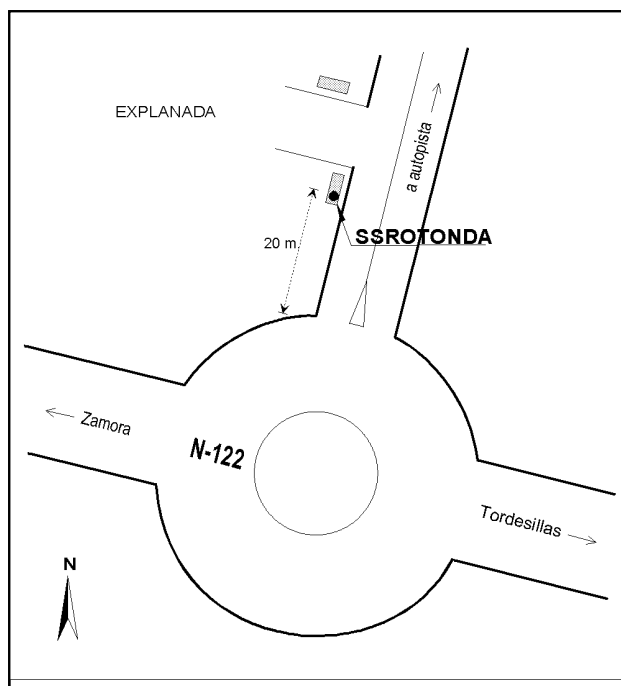 EXPLANADA
a autopista
SSROTONDA
20 m.
Zamora
N-122
Tordesillas
N